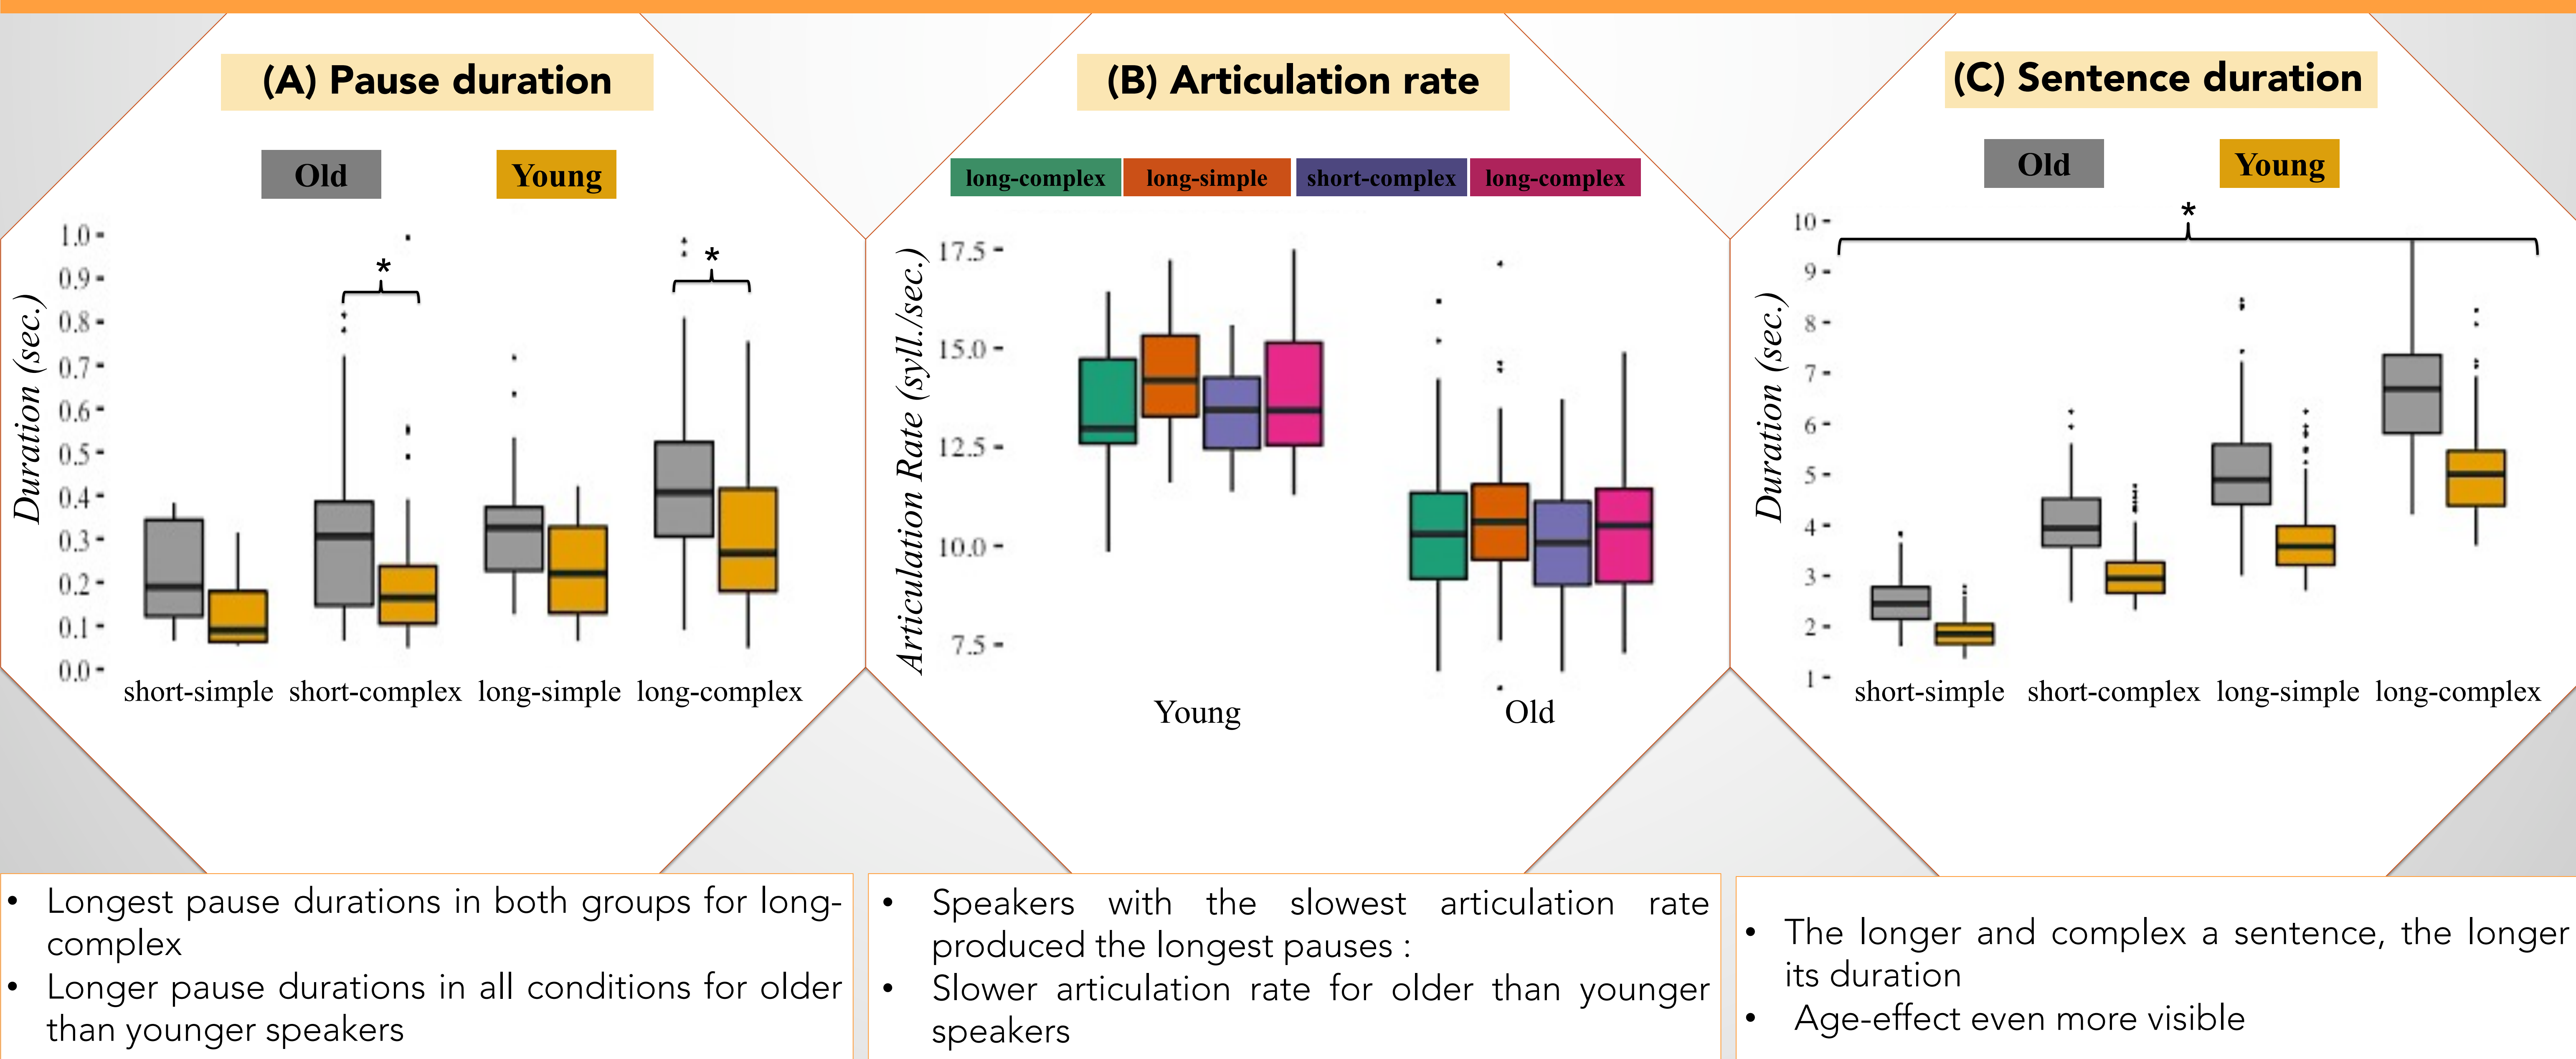 (A) Pause duration
Old Young
*
*
Duration (sec.)
1.0
0.9
0.8
0.7
0.6
0.5
0.4
0.3
0.2
0.1
0.0
short-simple short-complex long-simple long-complex
• Longest pause durations in both groups for long-
complex
• Longer pause durations in all conditions for older
than younger speakers
(B) Articulation rate
long-complex long-simple short-complex long-complex
Articulation Rate (syll./sec.)
17.5
15.0
12.5
10.0
7.5
Young Old
• Speakers with the slowest articulation rate
produced the longest pauses :
• Slower articulation rate for older than younger
speakers
(C) Sentence duration
Old Young
*
Duration (sec.)
10
9
8
7
6
5
4
3
2
1
short-simple short-complex long-simple long-complex
• The longer and complex a sentence, the longer
its duration
• Age-effect even more visible